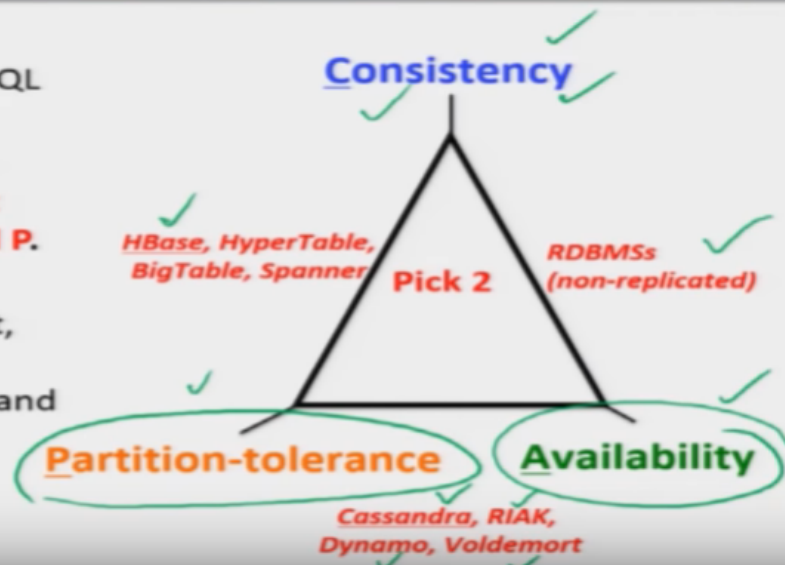 QL
Consistency
P.
HBase, HyperTable,
BigTable, Spanner
Pick 2
RDBMSs
(non-replicated)
and
Partition-tolerance
Availability
Cassandra, RIAK,
Dynamo, Voldemort